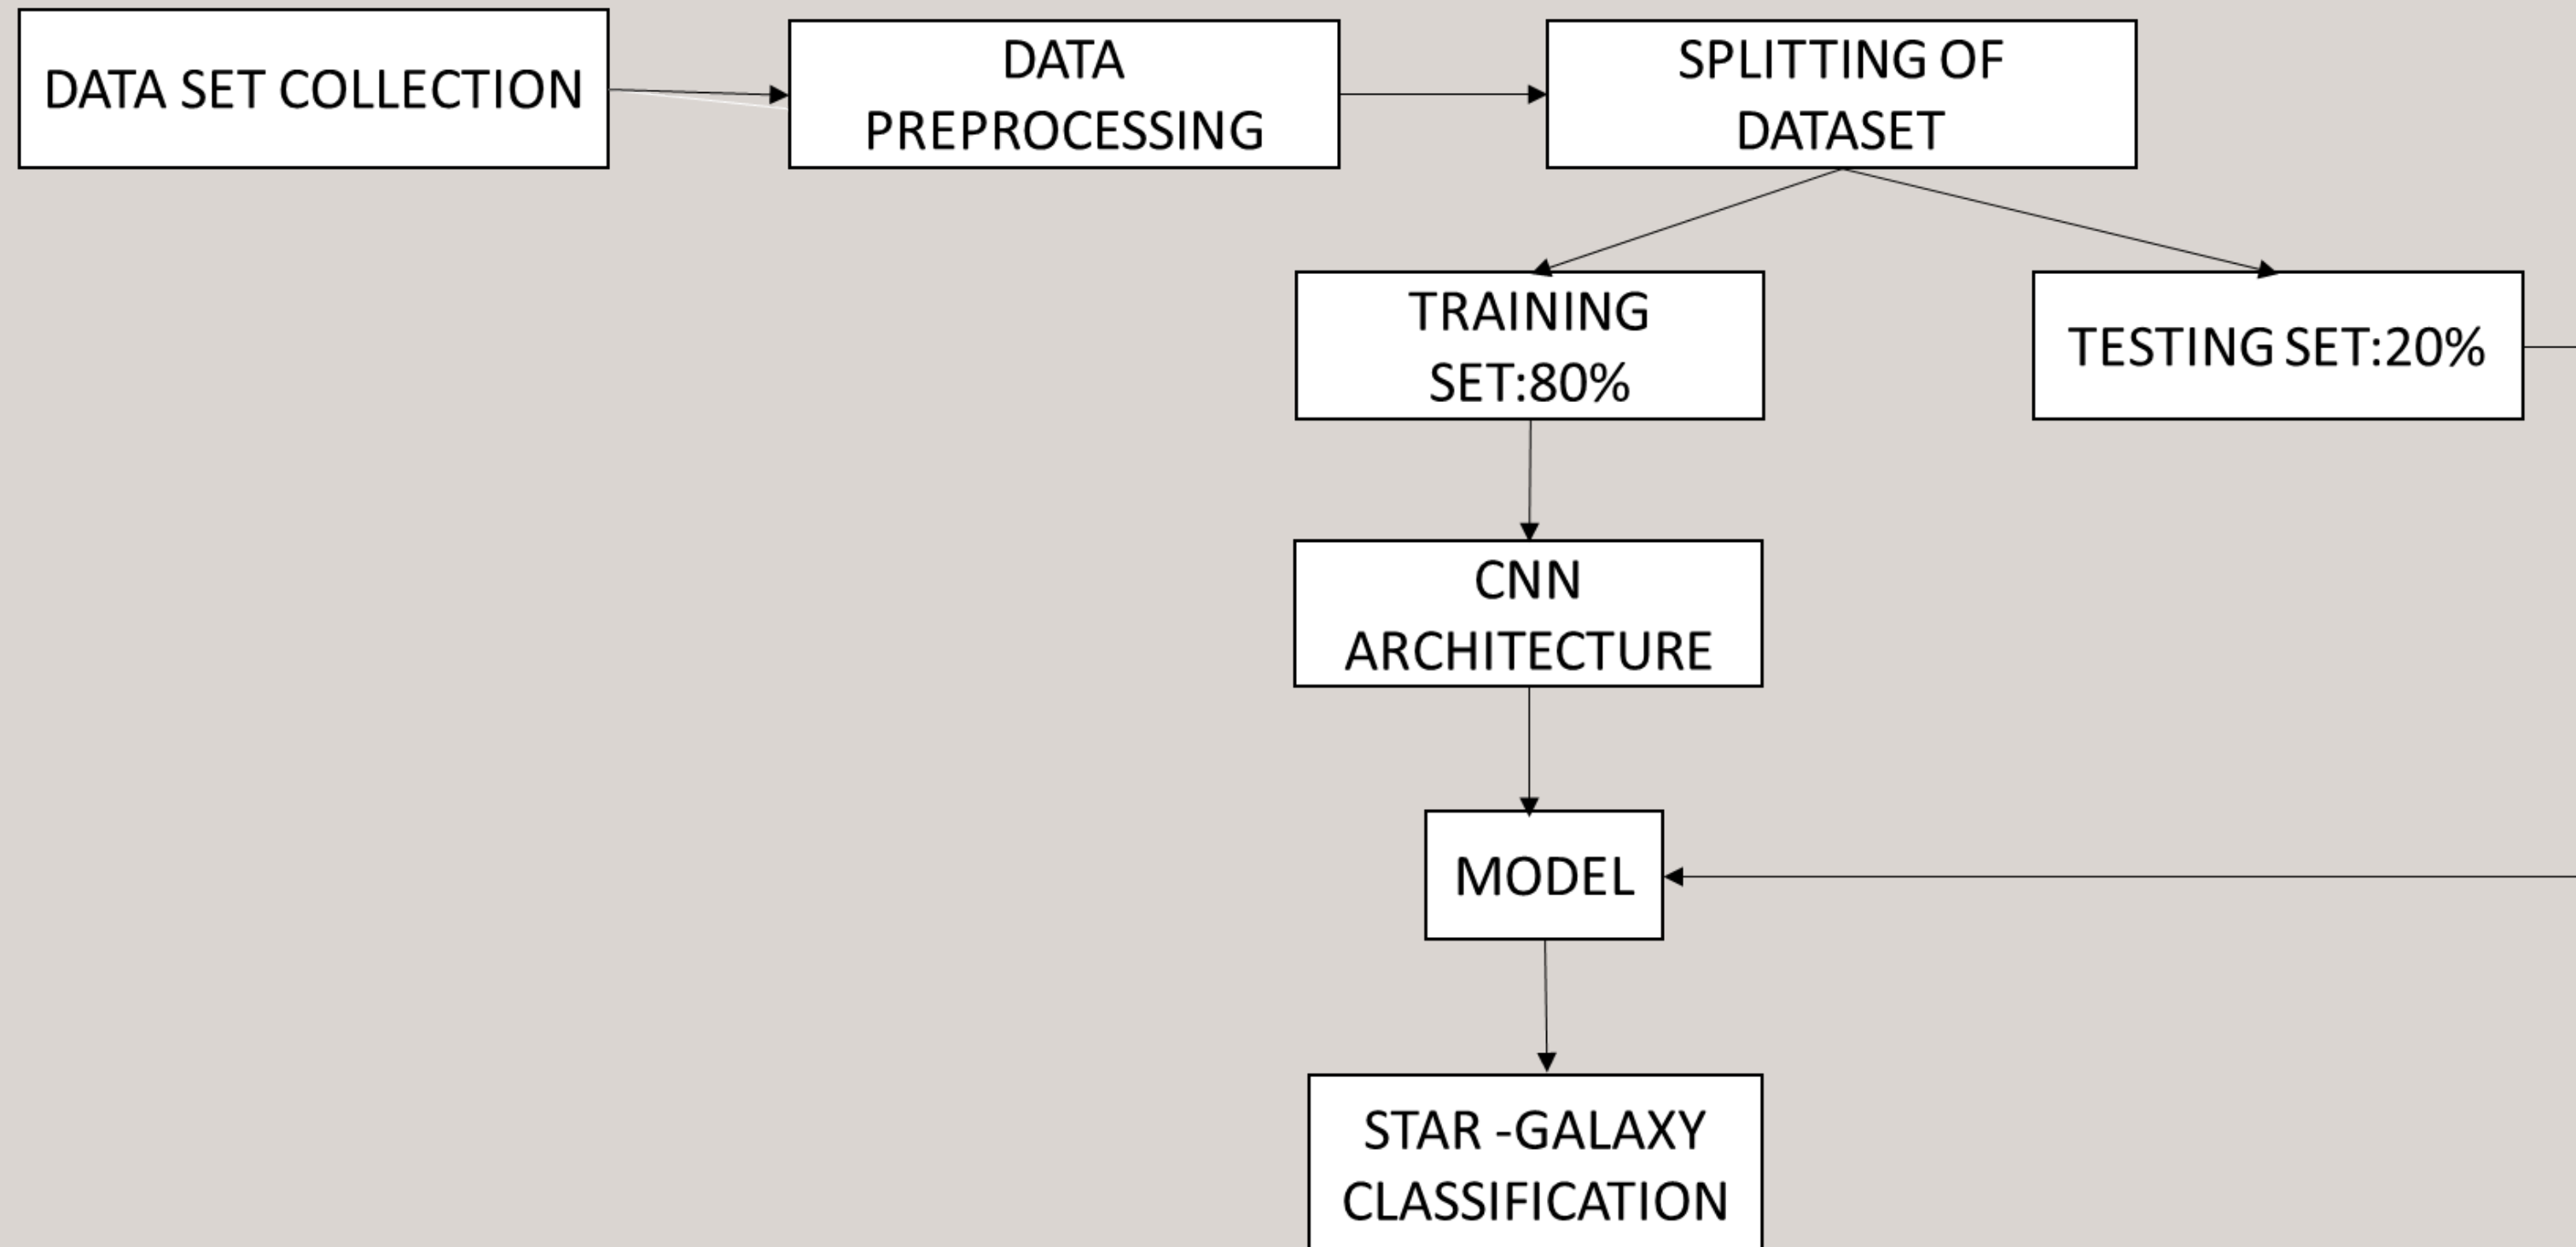 DATA SET COLLECTION
DATA
PREPROCESSING
SPLITTING OF
DATASET
TRAINING
SET:80%
TESTING SET:20%
CNN
ARCHITECTURE
MODEL
STAR -GALAXY
CLASSIFICATION